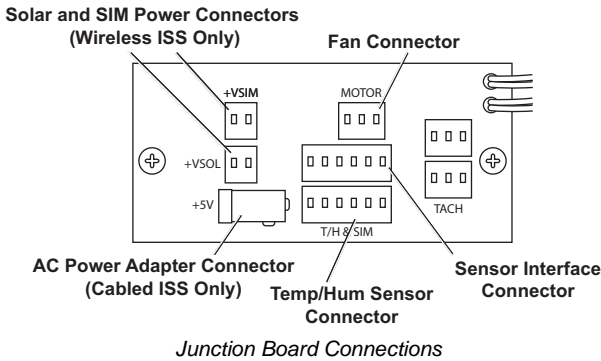 Solar and SIM Power Connectors
(Wireless ISS Only)
Fan Connector
+VSIM
MOTOR
+VSOL
+5V
TACH
T/H & SIM
AC Power Adapter Connector
(Cabled ISS Only)
Temp/Hum Sensor
Connector
Sensor Interface
Connector
Junction Board Connections